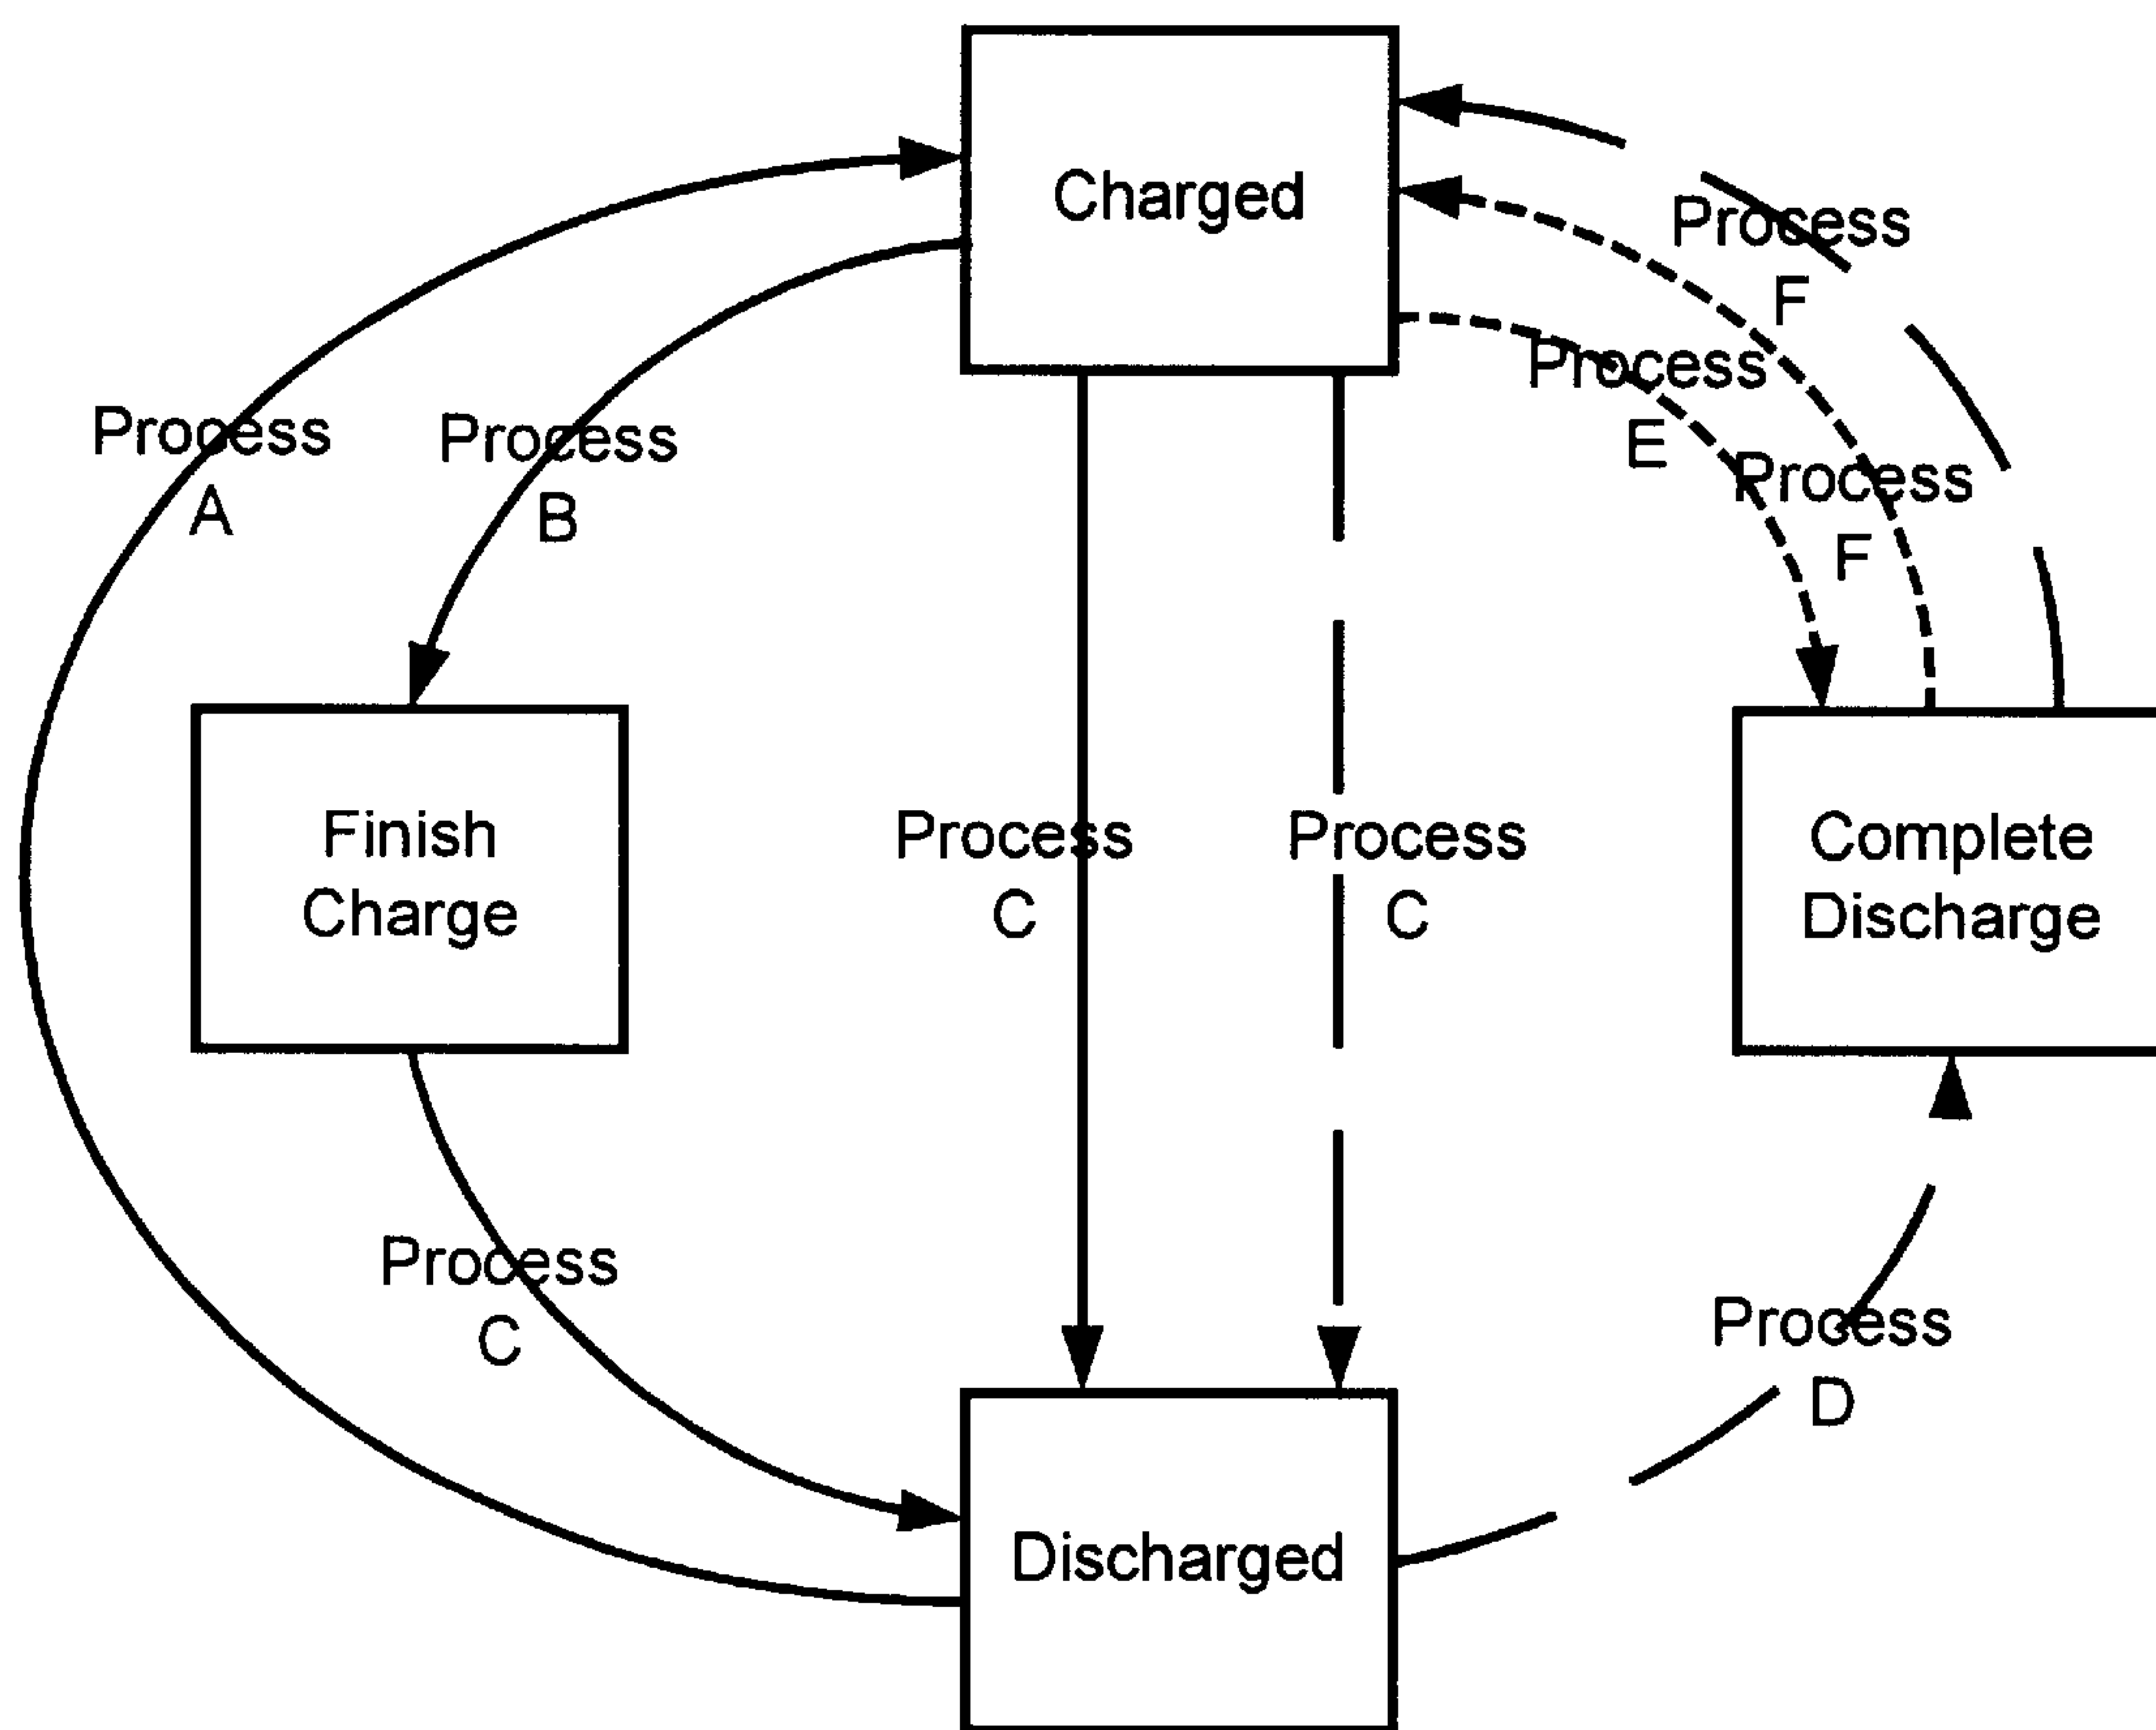 Charged
Process
F
Process
E
Process
A
Process
B
Process
F
Finish
Charge
Process
C
Process
C
Complete
Discharge
Process
C
Process
D
Discharged